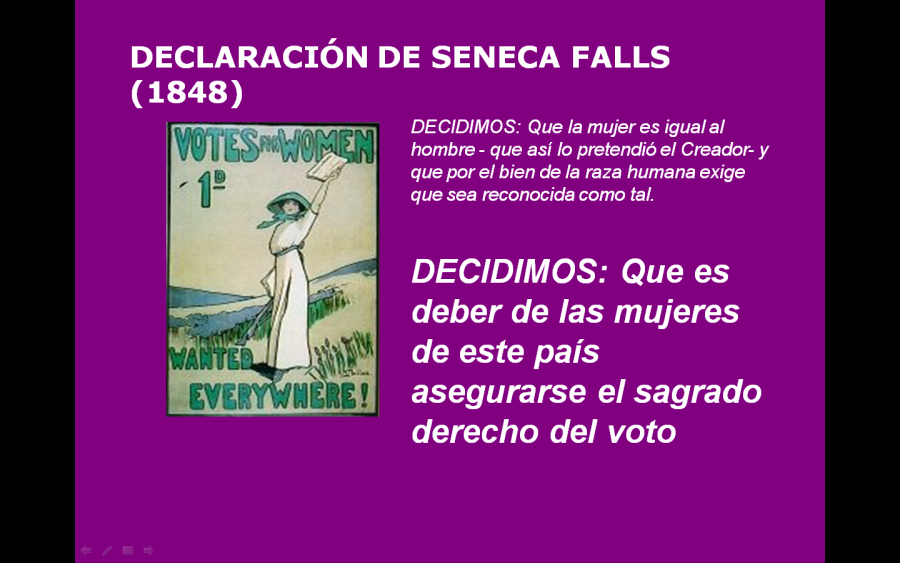 DECLARACIÓN DE SENECA FALLS
(1848)
VOTES FOR WOMEN
1D
WANTED
EVERYWHERE!
DECIDIMOS: Que la mujer es igual al
hombre - que así lo pretendió el Creador- y
que por el bien de la raza humana exige
que sea reconocida como tal.
DECIDIMOS: Que es
deber de las mujeres
de este país
asegurarse el sagrado
derecho del voto